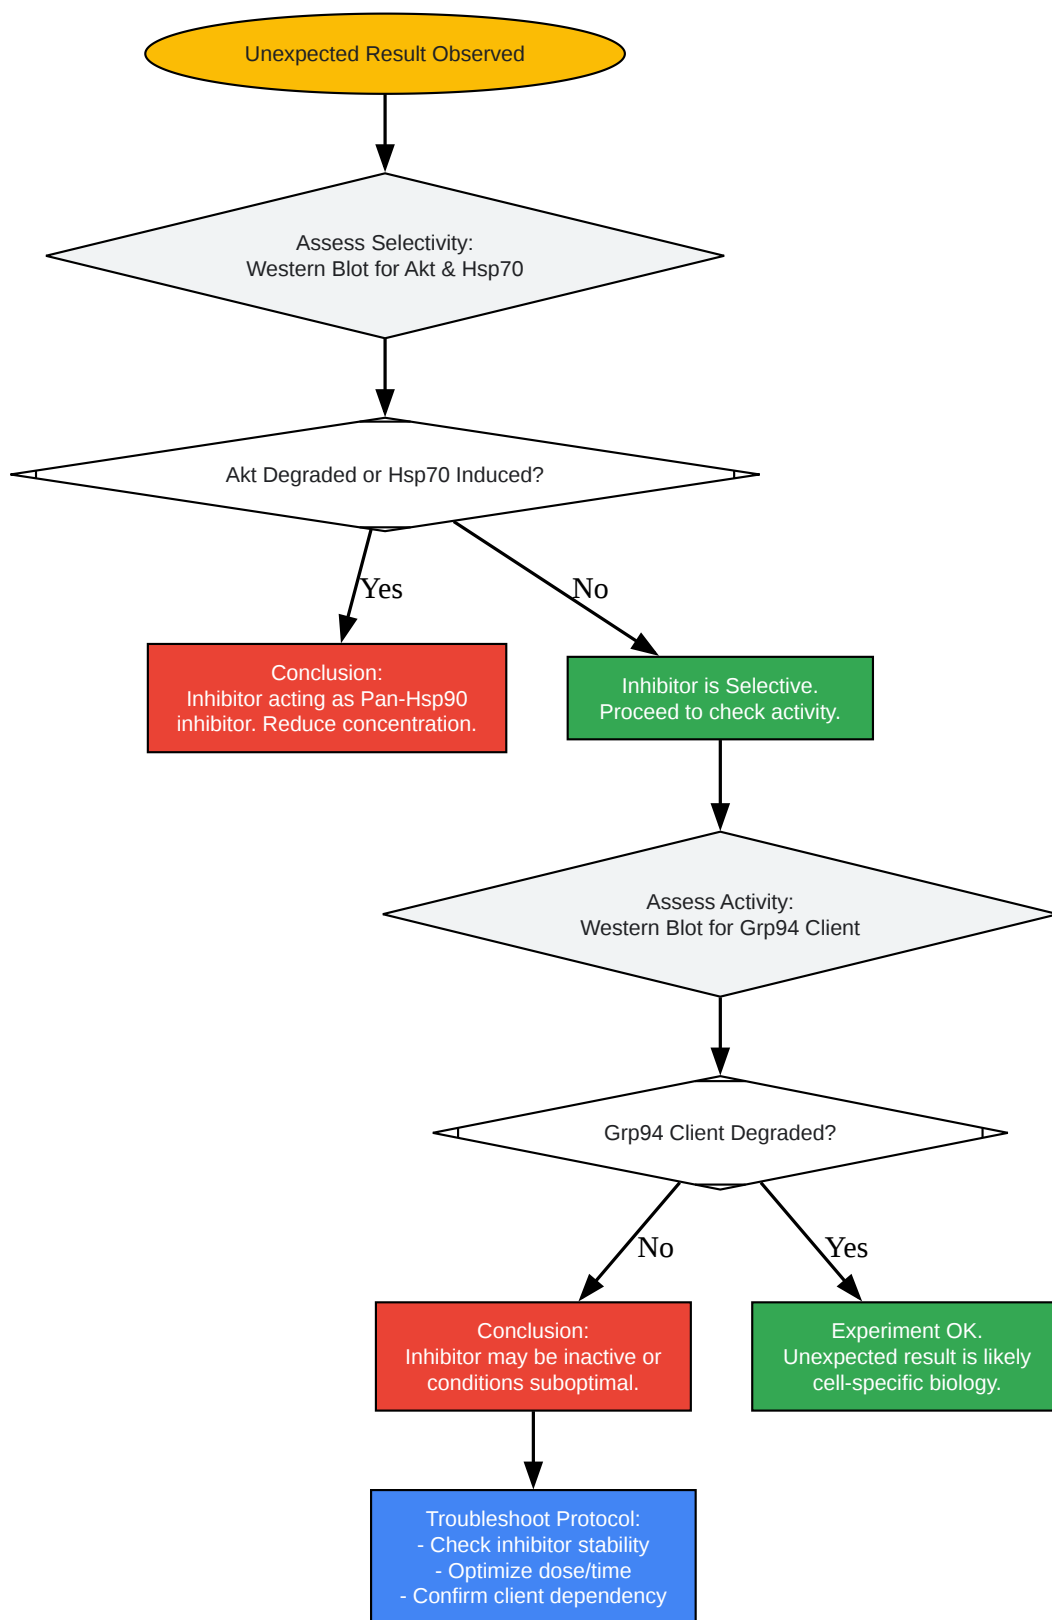 Unexpected Result Observed
Assess Selectivity:
Western Blot for Akt & Hsp70
Akt Degraded or Hsp70 Induced?
Yes
No
Conclusion:
Inhibitor acting as Pan-Hsp90
inhibitor. Reduce concentration.
Inhibitor is Selective.
Proceed to check activity.
Assess Activity:
Western Blot for Grp94 Client
Grp94 Client Degraded?
No
Yes
Conclusion:
Inhibitor may be inactive or
conditions suboptimal.
Experiment OK.
Unexpected result is likely
cell-specific biology.
Troubleshoot Protocol:
- Check inhibitor stability
- Optimize dose/time
- Confirm client dependency